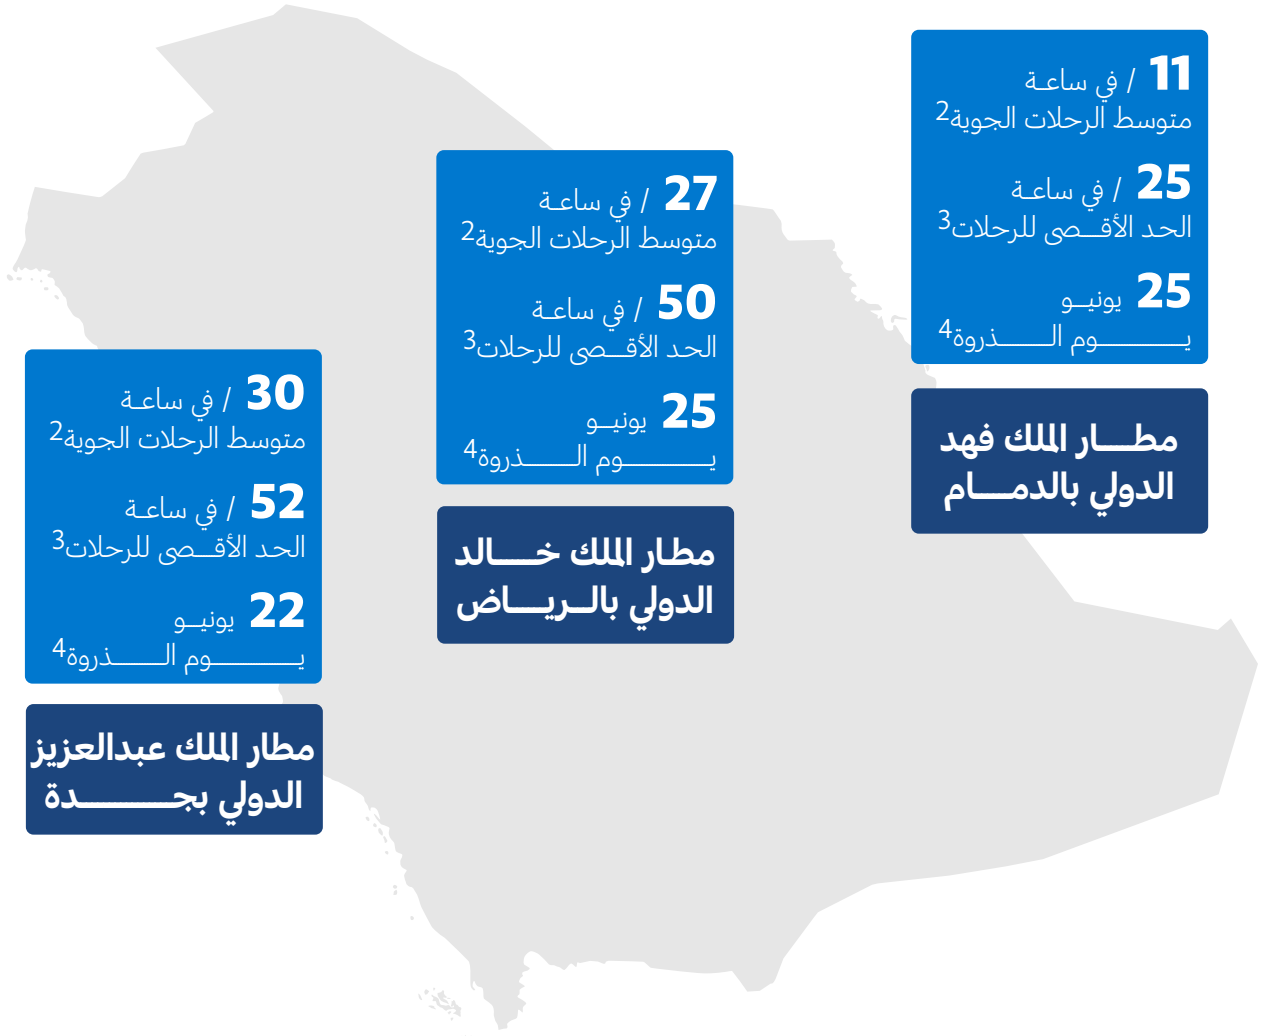 11 / في ساعة
متوسط الرحلات الجوية2
25 / في ساعة
الحد الأقصى للرحلات3
25 يونيو
يوم الذروة4
مطار الملك فهد
الدولي بالدمام
27 / في ساعة
متوسط الرحلات الجوية2
50 / في ساعة
الحد الأقصى للرحلات3
25 يونيو
يوم الذروة4
مطار الملك خالد
الدولي بالرياض
30 / في ساعة
متوسط الرحلات الجوية2
52 / في ساعة
الحد الأقصى للرحلات3
22 يونيو
يوم الذروة4
مطار الملك عبدالعزيز
الدولي بجدة